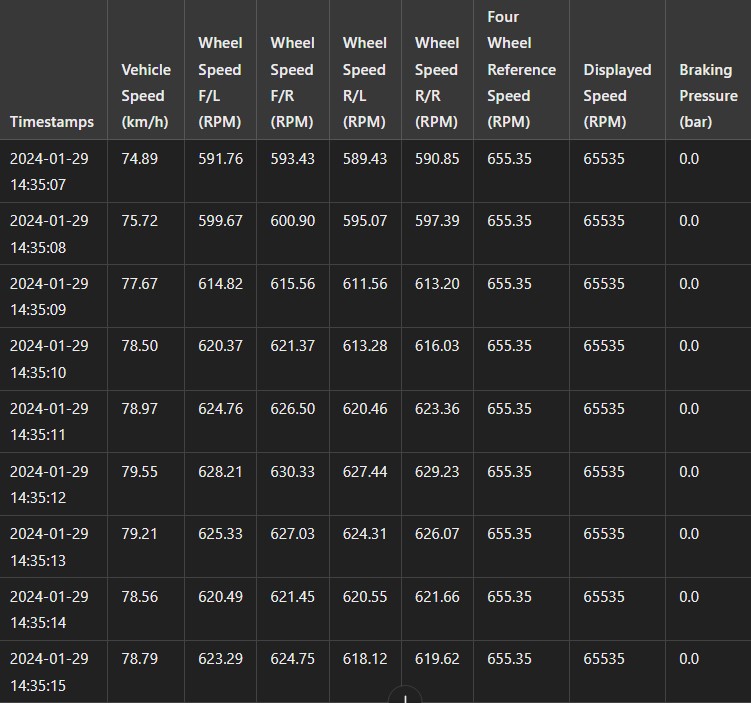 Timestamps Vehicle Speed (km/h) Wheel Speed F/L (RPM) Wheel Speed F/R (RPM) Wheel Speed R/L (RPM) Wheel Speed R/R (RPM) Four Wheel Reference Speed (RPM) Displayed Speed (RPM) Braking Pressure (bar)
2024-01-29 14:35:07 74.89 591.76 593.43 589.43 590.85 655.35 65535 0.0
2024-01-29 14:35:08 75.72 599.67 600.90 595.07 597.39 655.35 65535 0.0
2024-01-29 14:35:09 77.67 614.82 615.56 611.56 613.20 655.35 65535 0.0
2024-01-29 14:35:10 78.50 620.37 621.37 613.28 616.03 655.35 65535 0.0
2024-01-29 14:35:11 78.97 624.76 626.50 620.46 623.36 655.35 65535 0.0
2024-01-29 14:35:12 79.55 628.21 630.33 627.44 629.23 655.35 65535 0.0
2024-01-29 14:35:13 79.21 625.33 627.03 624.31 626.07 655.35 65535 0.0
2024-01-29 14:35:14 78.56 620.49 621.45 620.55 621.66 655.35 65535 0.0
2024-01-29 14:35:15 78.79 623.29 624.75 618.12 619.62 655.35 65535 0.0